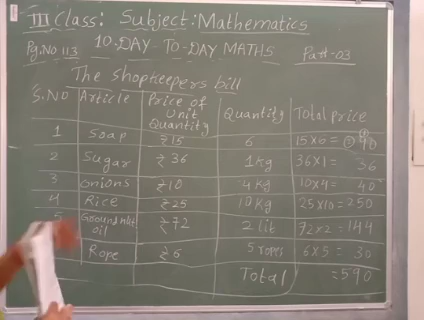 III Class: Subject: Mathematics
Pg.No 113 10. DAY - TO - DAY MATHS Part-03
The Shopkeepers bill
S.NO Article Price of Unit Quantity Quantity Total price
1 Soap ₹15 6 15×6= 90
2 Sugar ₹36 1kg 36×1= 36
3 Onions ₹10 4kg 10×4= 40
4 Rice ₹25 10kg 25×10=250
5 Groundnut oil ₹72 2 lit 72×2=144
Rope ₹6 5 ropes 6×5= 30
Total =590